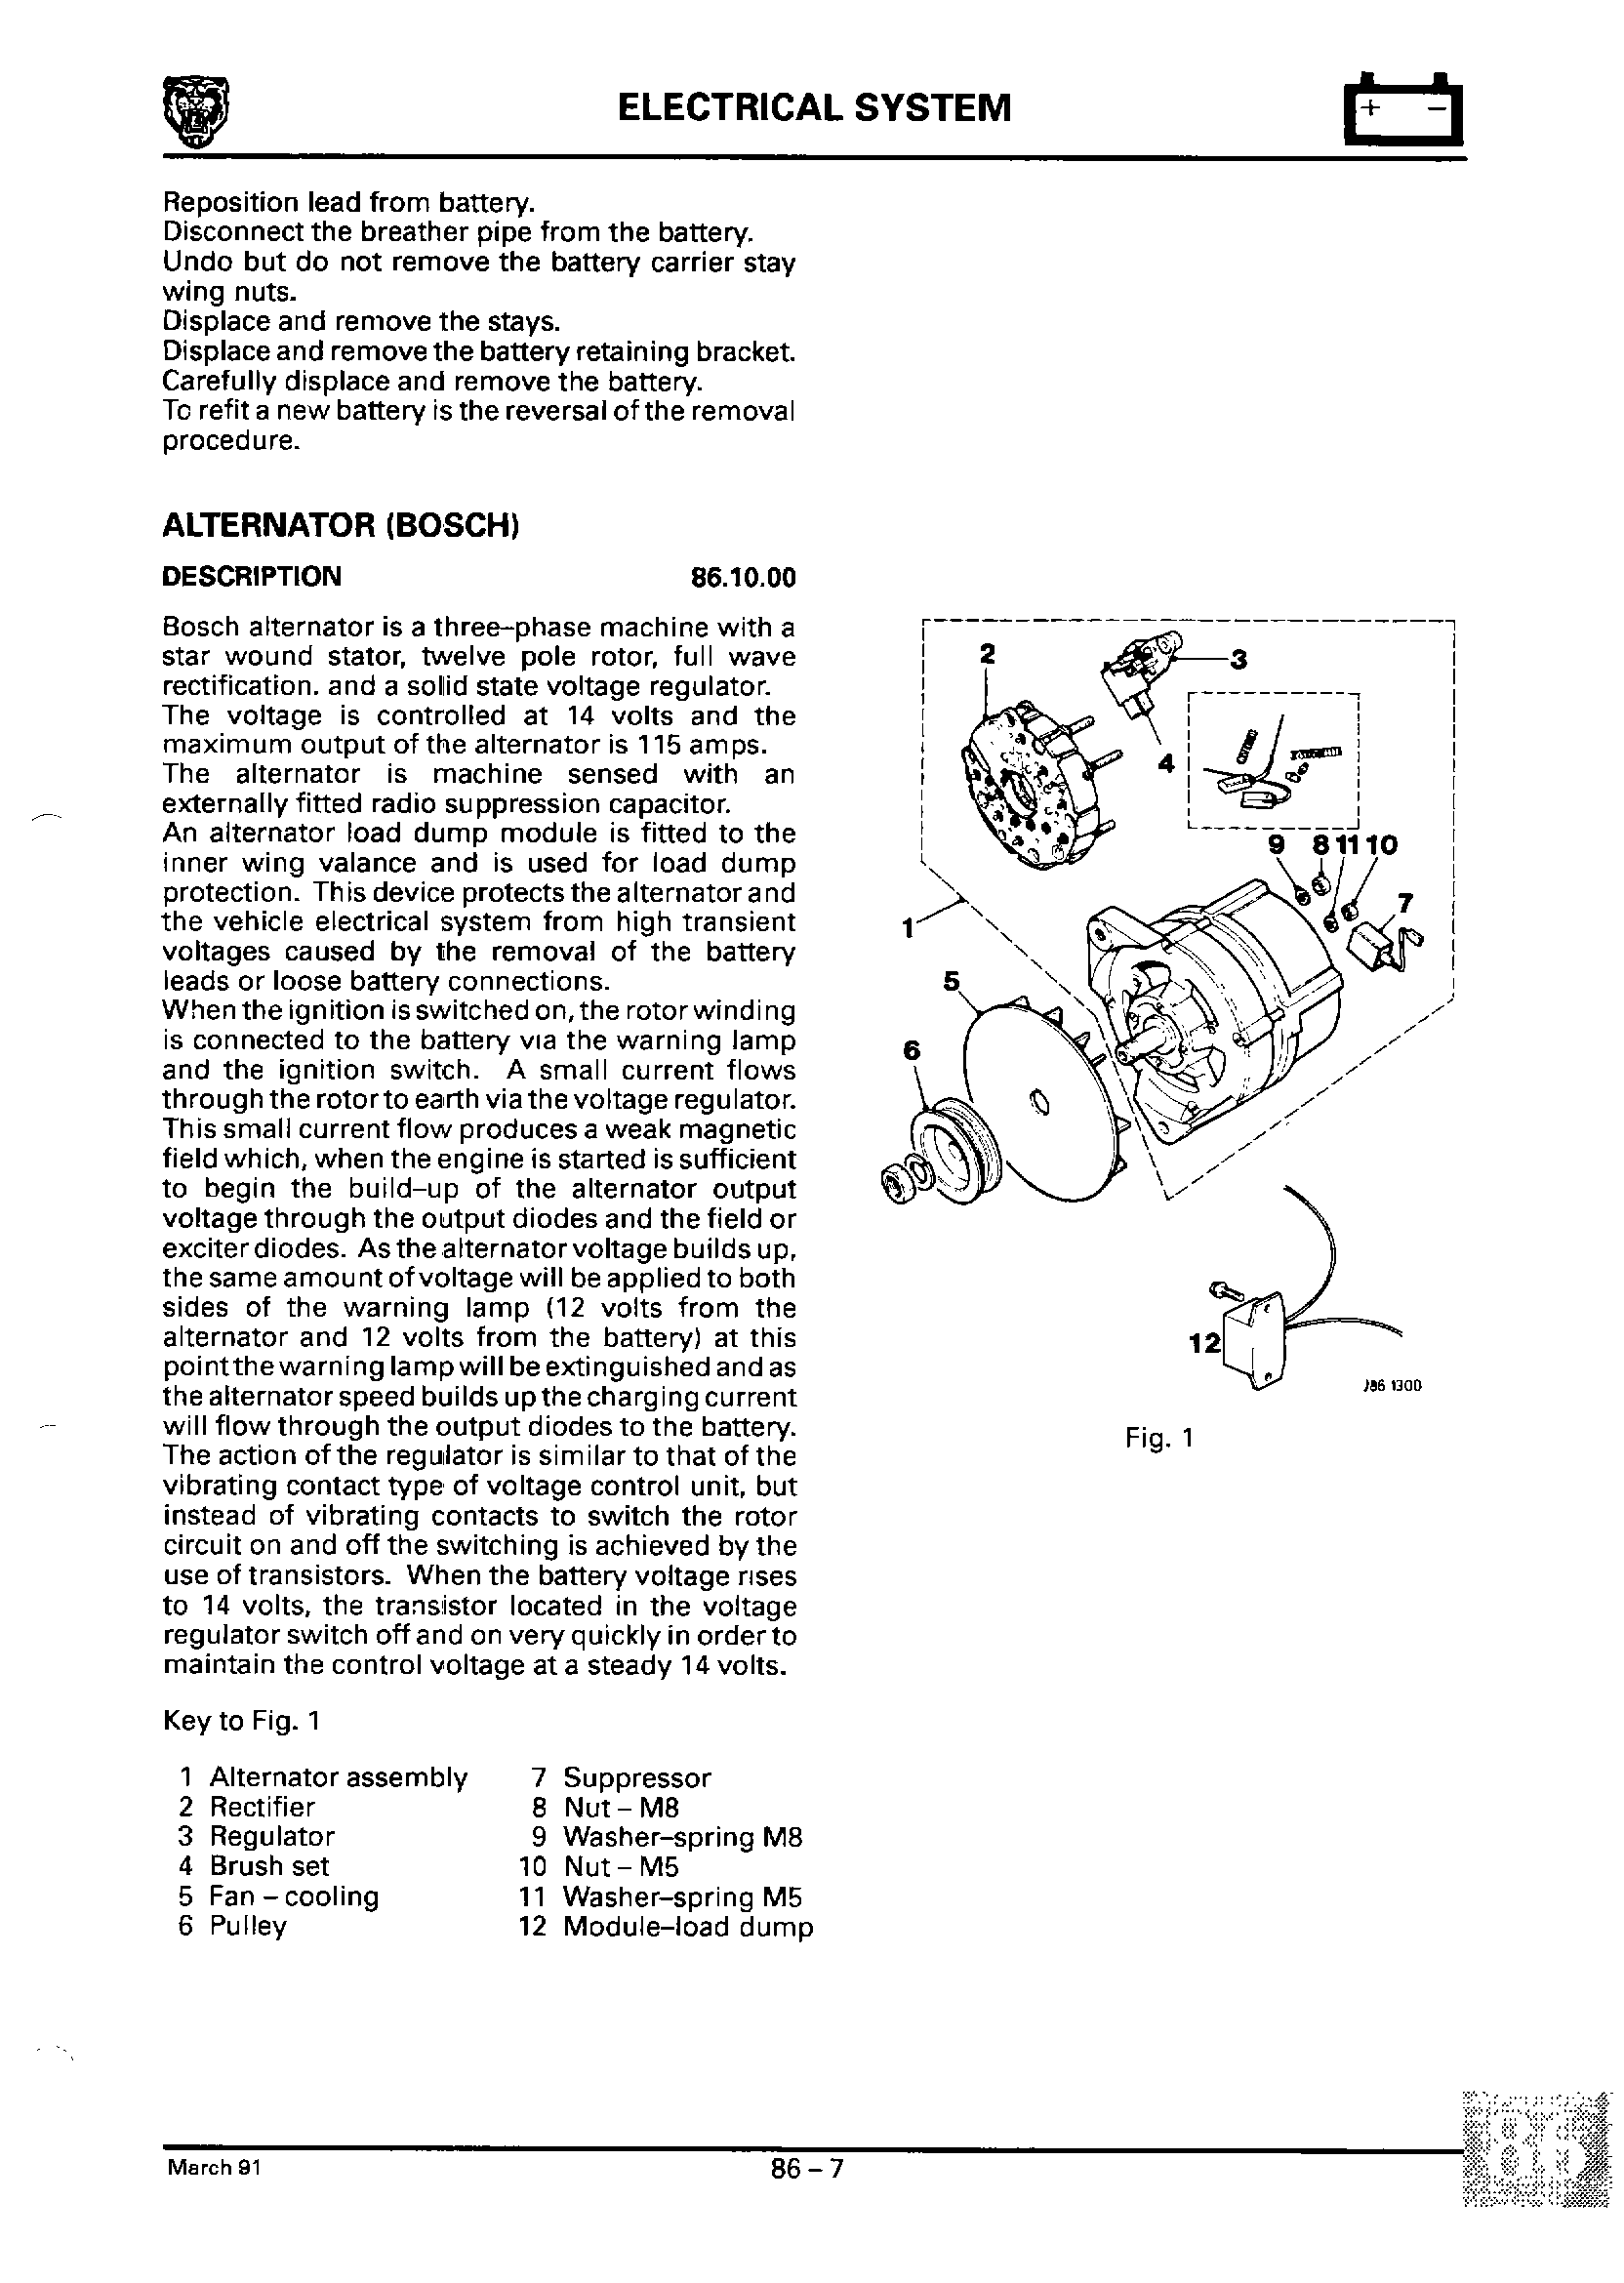 ELECTRICAL SYSTEM
+ −
Reposition lead from battery.
Disconnect the breather pipe from the battery.
Undo but do not remove the battery carrier stay
wing nuts.
Displace and remove the stays.
Displace and remove the battery retaining bracket.
Carefully displace and remove the battery.
To refit a new battery is the reversal of the removal
procedure.
ALTERNATOR (BOSCH)
DESCRIPTION 86.10.00
Bosch alternator is a three–phase machine with a
star wound stator, twelve pole rotor, full wave
rectification. and a solid state voltage regulator.
The voltage is controlled at 14 volts and the
maximum output of the alternator is 115 amps.
The alternator is machine sensed with an
externally fitted radio suppression capacitor.
An alternator load dump module is fitted to the
inner wing valance and is used for load dump
protection. This device protects the alternator and
the vehicle electrical system from high transient
voltages caused by the removal of the battery
leads or loose battery connections.
When the ignition is switched on, the rotor winding
is connected to the battery via the warning lamp
and the ignition switch. A small current flows
through the rotor to earth via the voltage regulator.
This small current flow produces a weak magnetic
field which, when the engine is started is sufficient
to begin the build–up of the alternator output
voltage through the output diodes and the field or
exciter diodes. As the alternator voltage builds up,
the same amount of voltage will be applied to both
sides of the warning lamp (12 volts from the
alternator and 12 volts from the battery) at this
point the warning lamp will be extinguished and as
the alternator speed builds up the charging current
will flow through the output diodes to the battery.
The action of the regulator is similar to that of the
vibrating contact type of voltage control unit, but
instead of vibrating contacts to switch the rotor
circuit on and off the switching is achieved by the
use of transistors. When the battery voltage rises
to 14 volts, the transistor located in the voltage
regulator switch off and on very quickly in order to
maintain the control voltage at a steady 14 volts.
Key to Fig. 1
1 Alternator assembly
2 Rectifier
3 Regulator
4 Brush set
5 Fan – cooling
6 Pulley
7 Suppressor
8 Nut – M8
9 Washer–spring M8
10 Nut – M5
11 Washer–spring M5
12 Module–load dump
2
3
4
9 8 11 10
7
1
5
6
12
J86 1300
Fig. 1
March 91
86 – 7
86